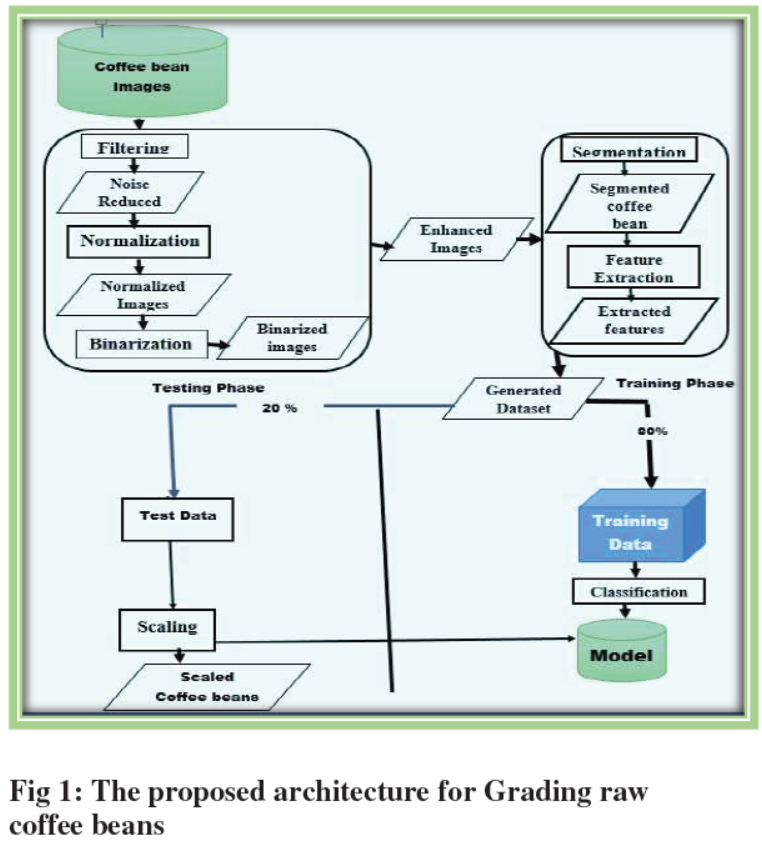 Coffee bean
Images
Filtering
Noise
Reduced
Normalization
Normalized
Images
Binarization
Binarized
images
Enhanced
Images
Segmentation
Segmented
coffee
bean
Feature
Extraction
Extracted
features
Testing Phase
20 %
Generated
Dataset
Training Phase
80%
Test Data
Training
Data
Classification
Scaling
Model
Scaled
Coffee beans
Fig 1: The proposed architecture for Grading raw
coffee beans